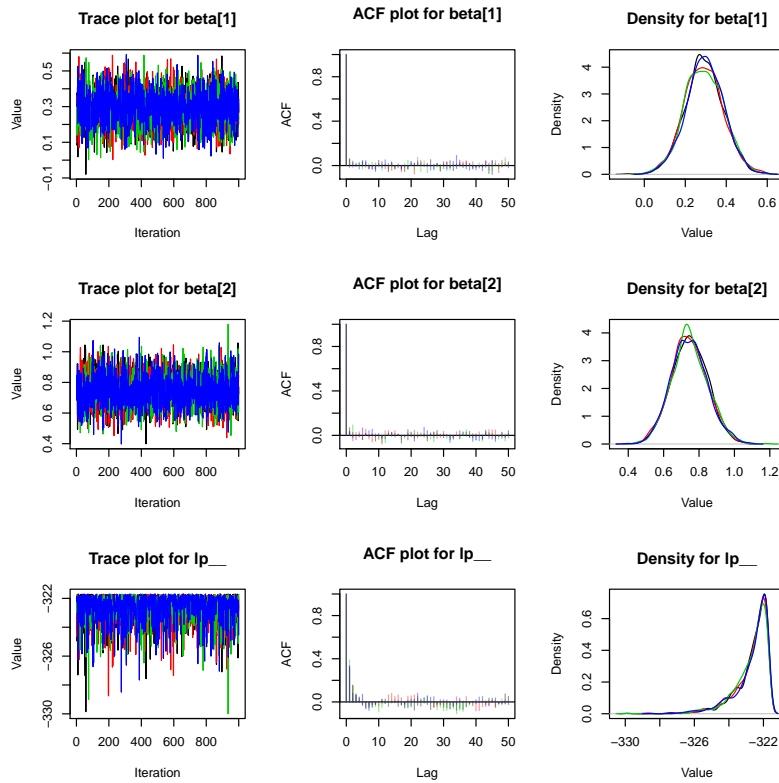 Trace plot for beta[1]
Value
-0.1 0.1 0.3 0.5
0 200 400 600 800
Iteration
ACF plot for beta[1]
ACF
0.0 0.4 0.8
0 10 20 30 40 50
Lag
Density for beta[1]
Density
0 1 2 3 4
0.0 0.2 0.4 0.6
Value
Trace plot for beta[2]
Value
0.4 0.6 0.8 1.0 1.2
0 200 400 600 800
Iteration
ACF plot for beta[2]
ACF
0.0 0.4 0.8
0 10 20 30 40 50
Lag
Density for beta[2]
Density
0 1 2 3 4
0.4 0.6 0.8 1.0 1.2
Value
Trace plot for lp__
Value
-330 -326 -322
0 200 400 600 800
Iteration
ACF plot for lp__
ACF
0.0 0.4 0.8
0 10 20 30 40 50
Lag
Density for lp__
Density
0.0 0.2 0.4 0.6
-330 -326 -322
Value